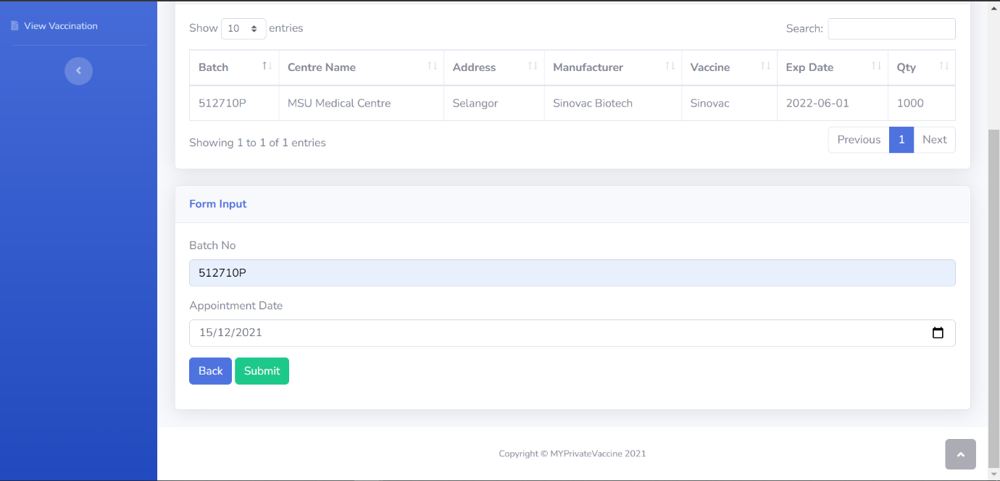 View Vaccination
Show 10 entries
Search:
Batch Centre Name Address Manufacturer Vaccine Exp Date Qty
512710P MSU Medical Centre Selangor Sinovac Biotech Sinovac 2022-06-01 1000
Showing 1 to 1 of 1 entries
Previous 1 Next
Form Input
Batch No
512710P
Appointment Date
15/12/2021
Back Submit
Copyright © MYPrivateVaccine 2021